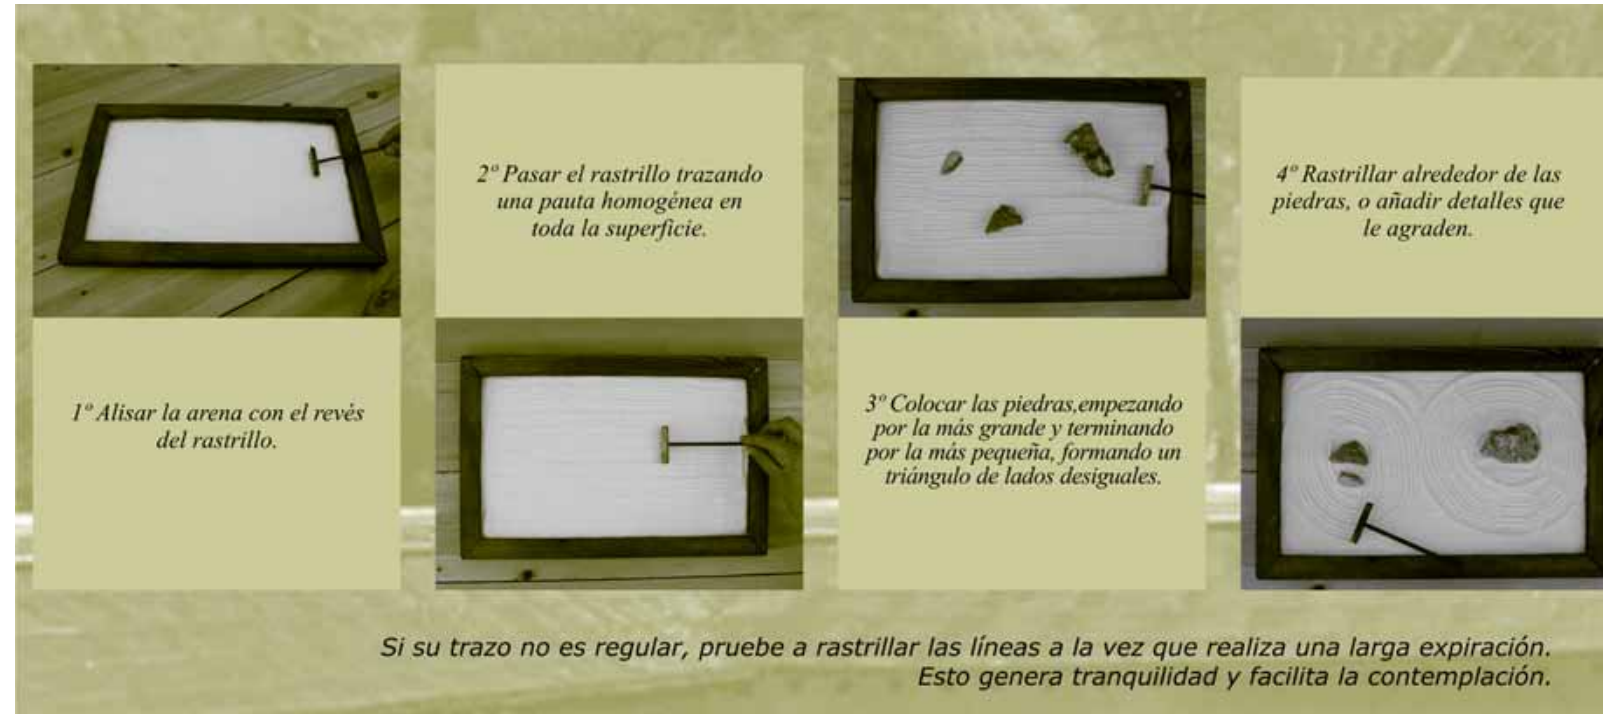 1º Alisar la arena con el revés
del rastrillo.
2º Pasar el rastrillo trazando
una pauta homogénea en
toda la superficie.
3º Colocar las piedras,empezando
por la más grande y terminando
por la más pequeña, formando un
triángulo de lados desiguales.
4º Rastrillar alrededor de las
piedras, o añadir detalles que
le agraden.
Si su trazo no es regular, pruebe a rastrillar las líneas a la vez que realiza una larga expiración.
Esto genera tranquilidad y facilita la contemplación.